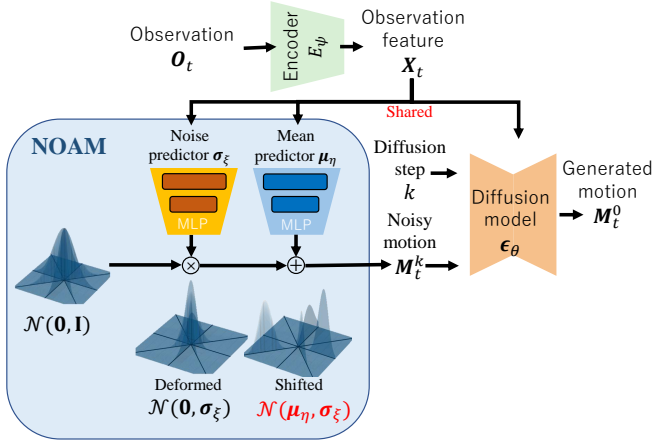 Observation
O_t
Encoder
E_ψ
Observation
feature
X_t
Shared
NOAM
Noise
predictor σ_ξ
MLP
Mean
predictor μ_η
MLP
Diffusion
step
k
Noisy
motion
M_t^k
Diffusion
model
ϵ_θ
Generated
motion
M_t^0
×
+
𝒩(0, I)
Deformed
𝒩(0, σ_ξ)
Shifted
𝒩(μ_η, σ_ξ)